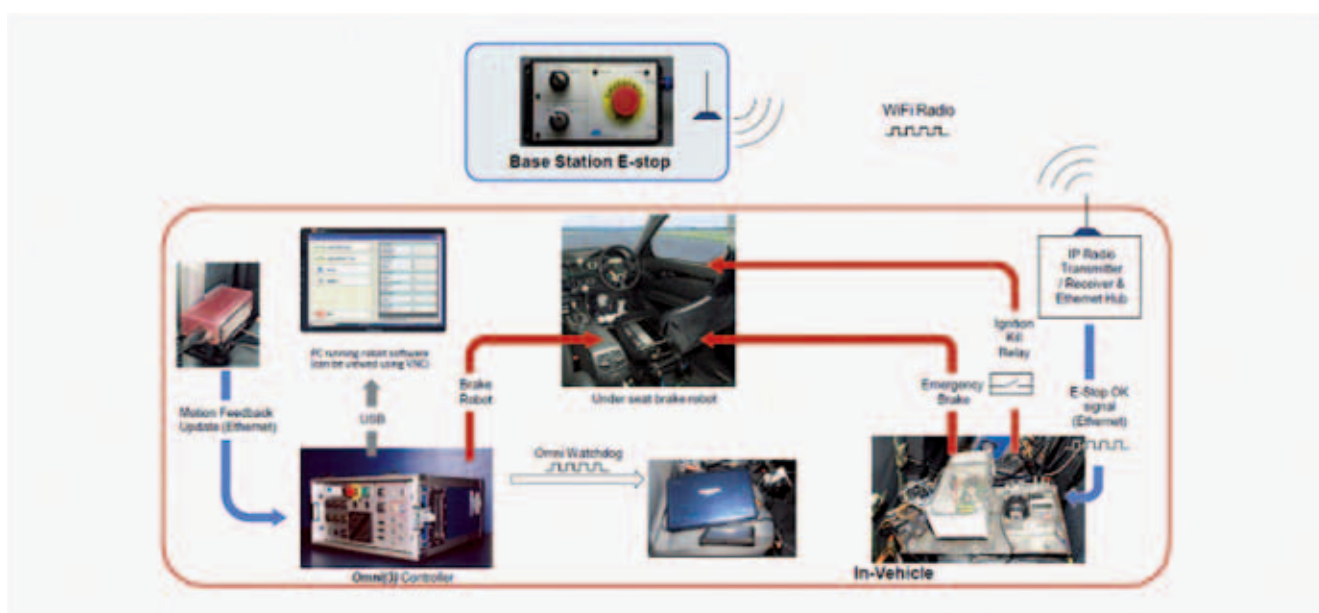 Base Station E-stop
WiFi Radio
IP Radio
Transmitter
/ Receiver &
Ethernet Hub
PC running robot software
(can be viewed using VNC)
Brake
Robot
Under seat brake robot
Ignition
Kill
Relay
Emergency
Brake
E-Stop OK
signal
(Ethernet)
Motion Feedback
Update (Ethernet)
USB
Omni Watchdog
Omni(3) Controller
In-Vehicle